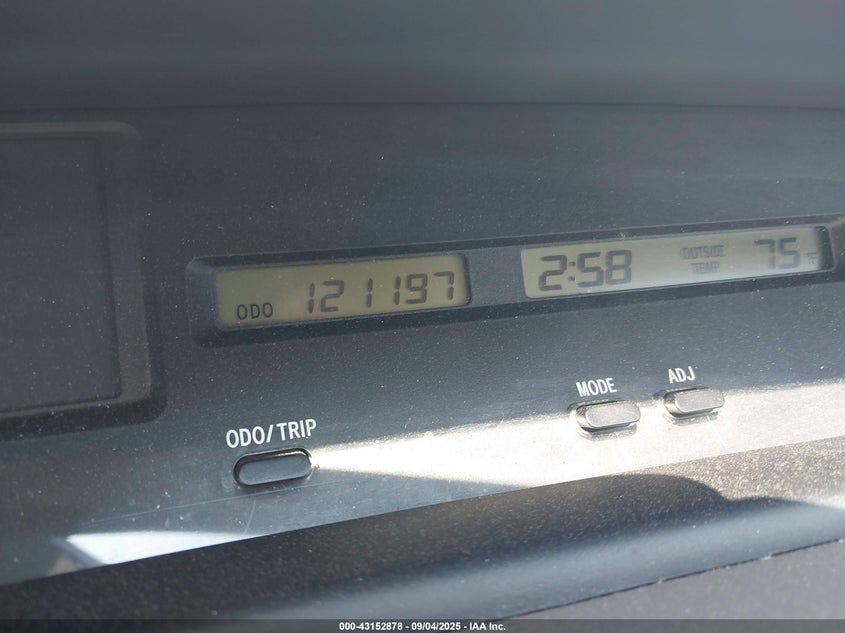 ODO 121197
2:58 OUTSIDE TEMP 75°F
MODE ADJ
ODO/TRIP
000-43152878 - 09/04/2025 - IAA Inc.